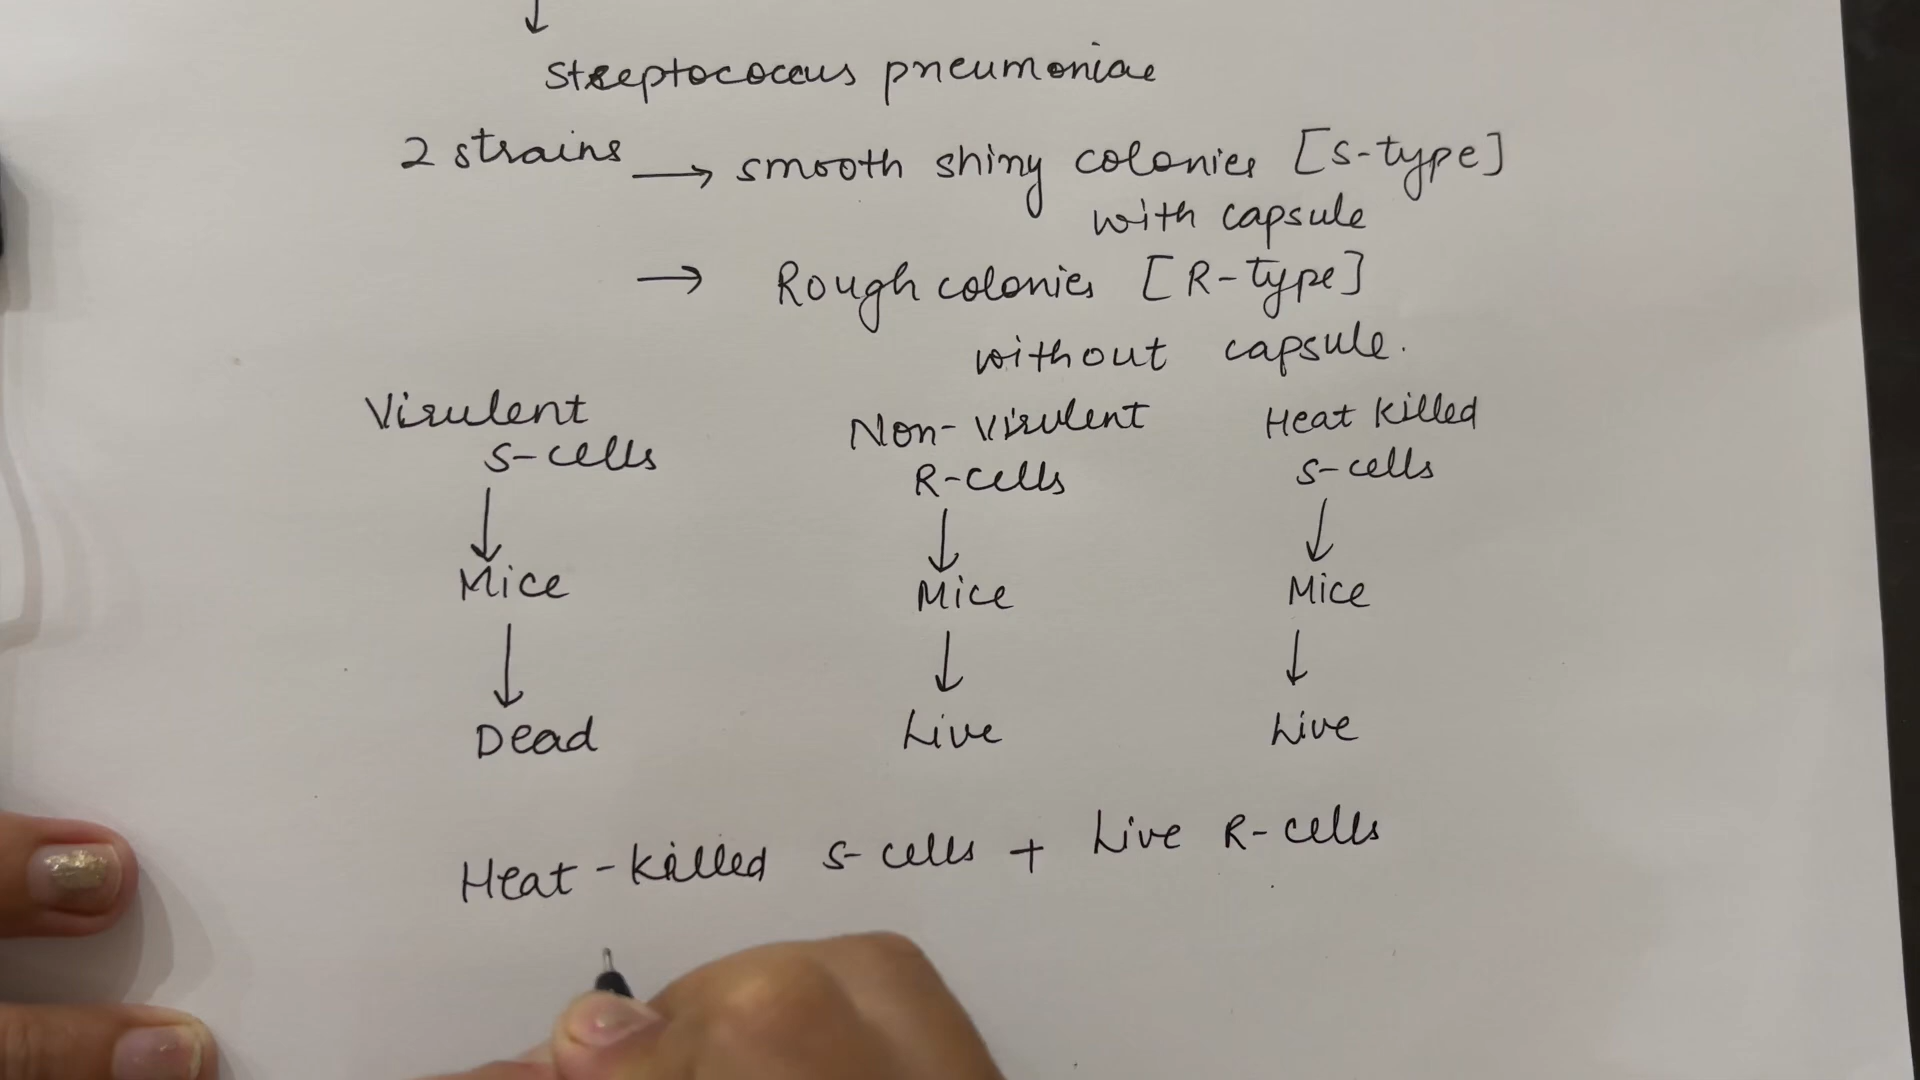 Streptococcus pneumoniae
2 strains → smooth shiny colonies [S-type]
with capsule
→ Rough colonies [R-type]
without capsule.
Virulent
S-cells
↓
Mice
↓
Dead
Non-virulent
R-cells
↓
Mice
↓
Live
Heat killed
S-cells
↓
Mice
↓
Live
Heat-killed S-cells + Live R-cells